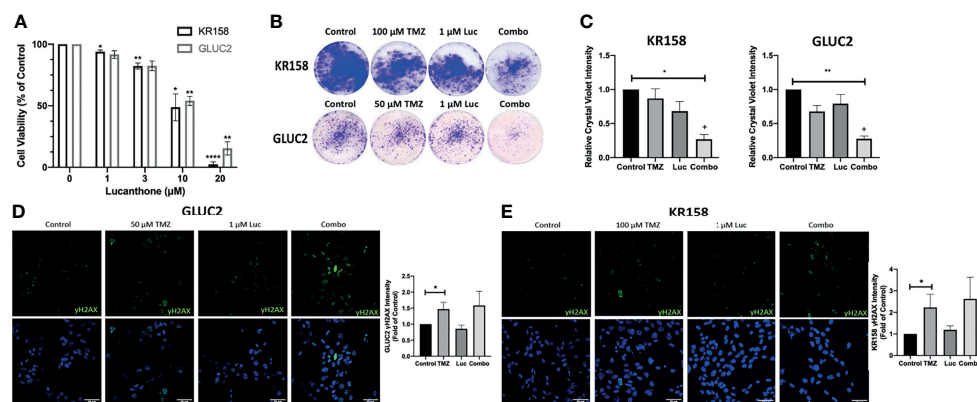 A
KR158
GLUC2
Cell Viability (% of Control)
100
50
0
*
**
*
**
****
**
0
1
3
10
20
Lucanthone (µM)
B
Control
100 µM TMZ
1 µM Luc
Combo
KR158
Control
50 µM TMZ
1 µM Luc
Combo
GLUC2
C
KR158
Relative Crystal Violet Intensity
1.5
1.0
0.5
0.0
*
+
Control
TMZ
Luc
Combo
GLUC2
Relative Crystal Violet Intensity
1.5
1.0
0.5
0.0
**
+
Control
TMZ
Luc
Combo
D
GLUC2
Control
50 µM TMZ
1 µM Luc
Combo
γH2AX
γH2AX
γH2AX
γH2AX
GLUC2 γH2AX Intensity
(Fold of Control)
2.5
2.0
1.5
1.0
0.5
0.0
*
Control
TMZ
Luc
Combo
E
KR158
Control
100 µM TMZ
1 µM Luc
Combo
γH2AX
γH2AX
γH2AX
γH2AX
KR158 γH2AX Intensity
(Fold of Control)
4
3
2
1
0
*
Control
TMZ
Luc
Combo